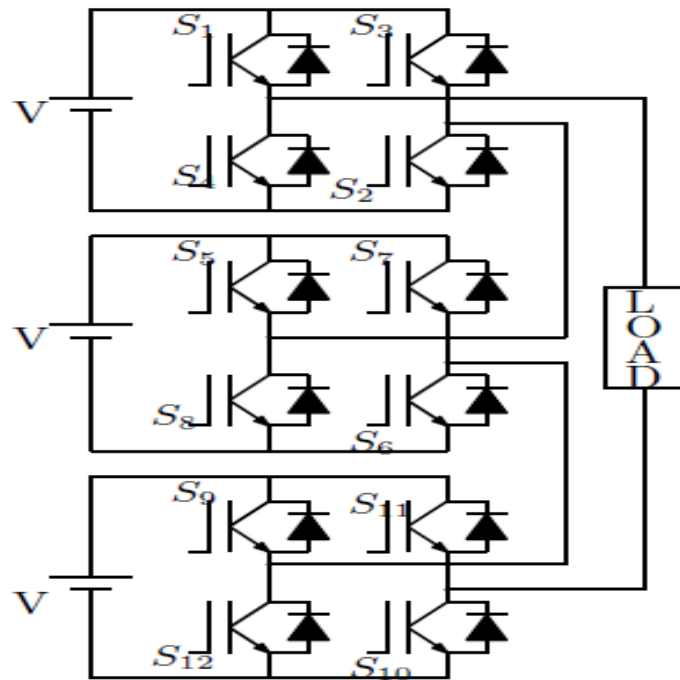 S₁ S₃
V
S₄ S₂
S₅ S₇
V
L
O
A
D
S₈ S₆
S₉ S₁₁
V
S₁₂ S₁₀